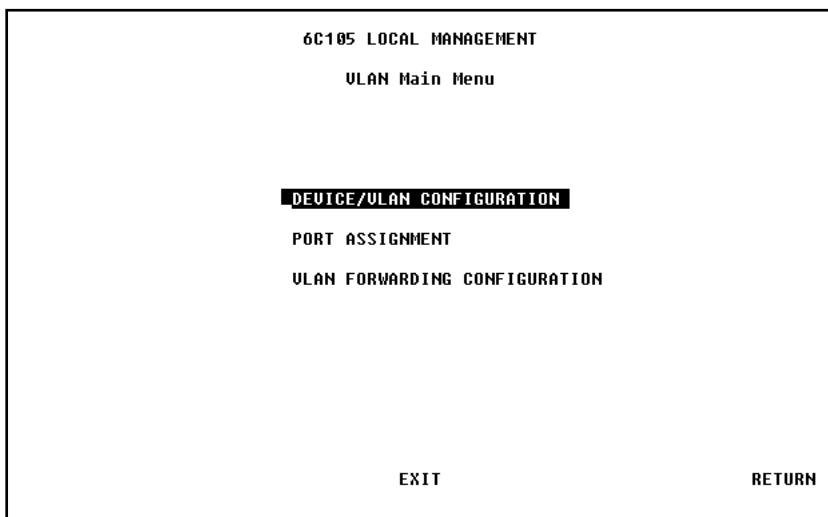 6C105 LOCAL MANAGEMENT
VLAN Main Menu
DEVICE/VLAN CONFIGURATION
PORT ASSIGNMENT
VLAN FORWARDING CONFIGURATION
EXIT RETURN